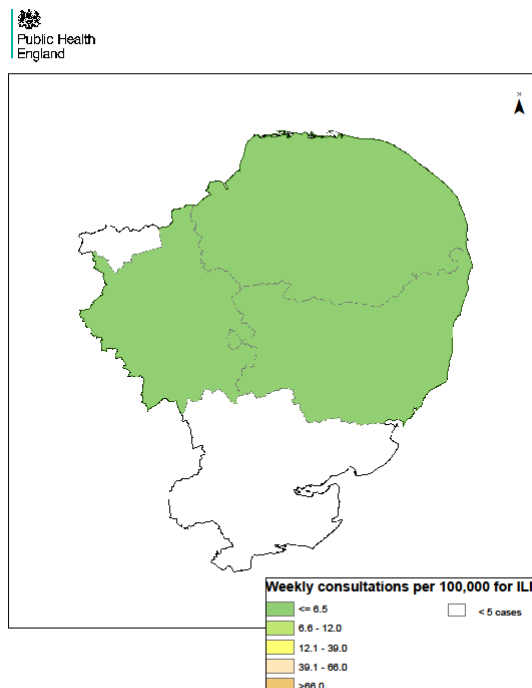 Public Health
England
N
Weekly consultations per 100,000 for ILI
<= 6.5
< 5 cases
6.6 - 12.0
12.1 - 39.0
39.1 - 66.0
>66.0